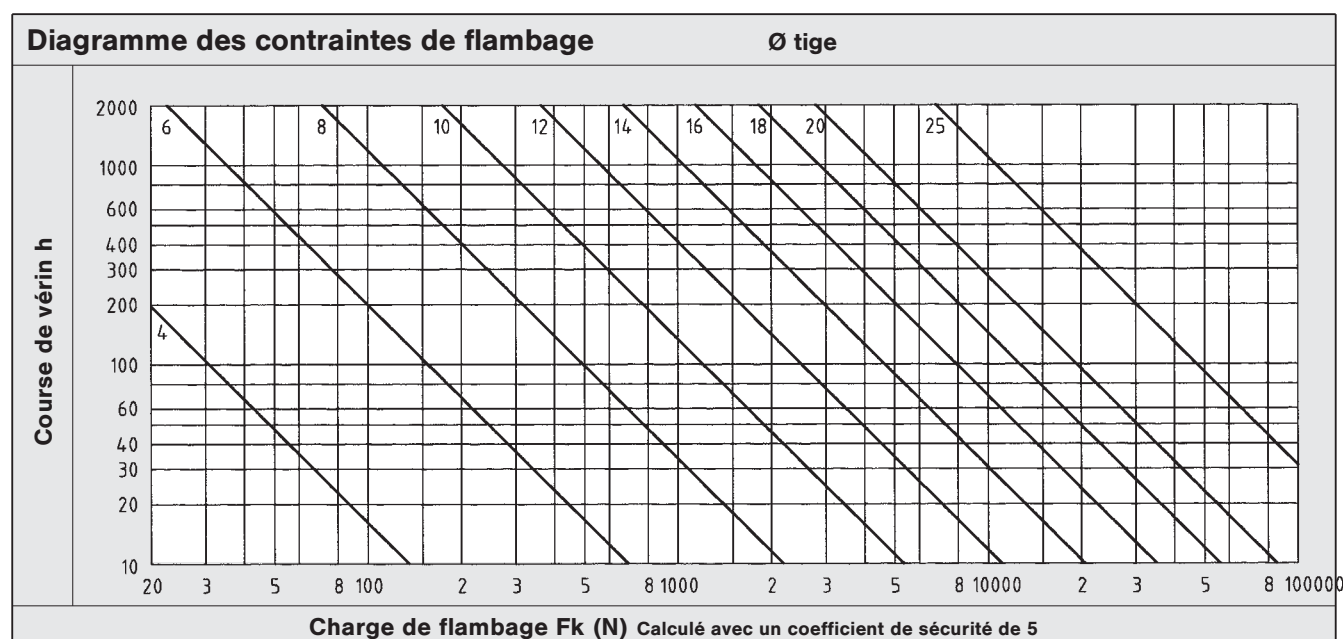 Diagramme des contraintes de flambage Ø tige
Course de vérin h
2000
1000
600
400
300
200
100
60
40
30
20
10
6 8 10 12 14 16 18 20 25
4
20 3 5 8 100 2 3 5 8 1000 2 3 5 8 10000 2 3 5 8 100000
Charge de flambage Fk (N) Calculé avec un coefficient de sécurité de 5